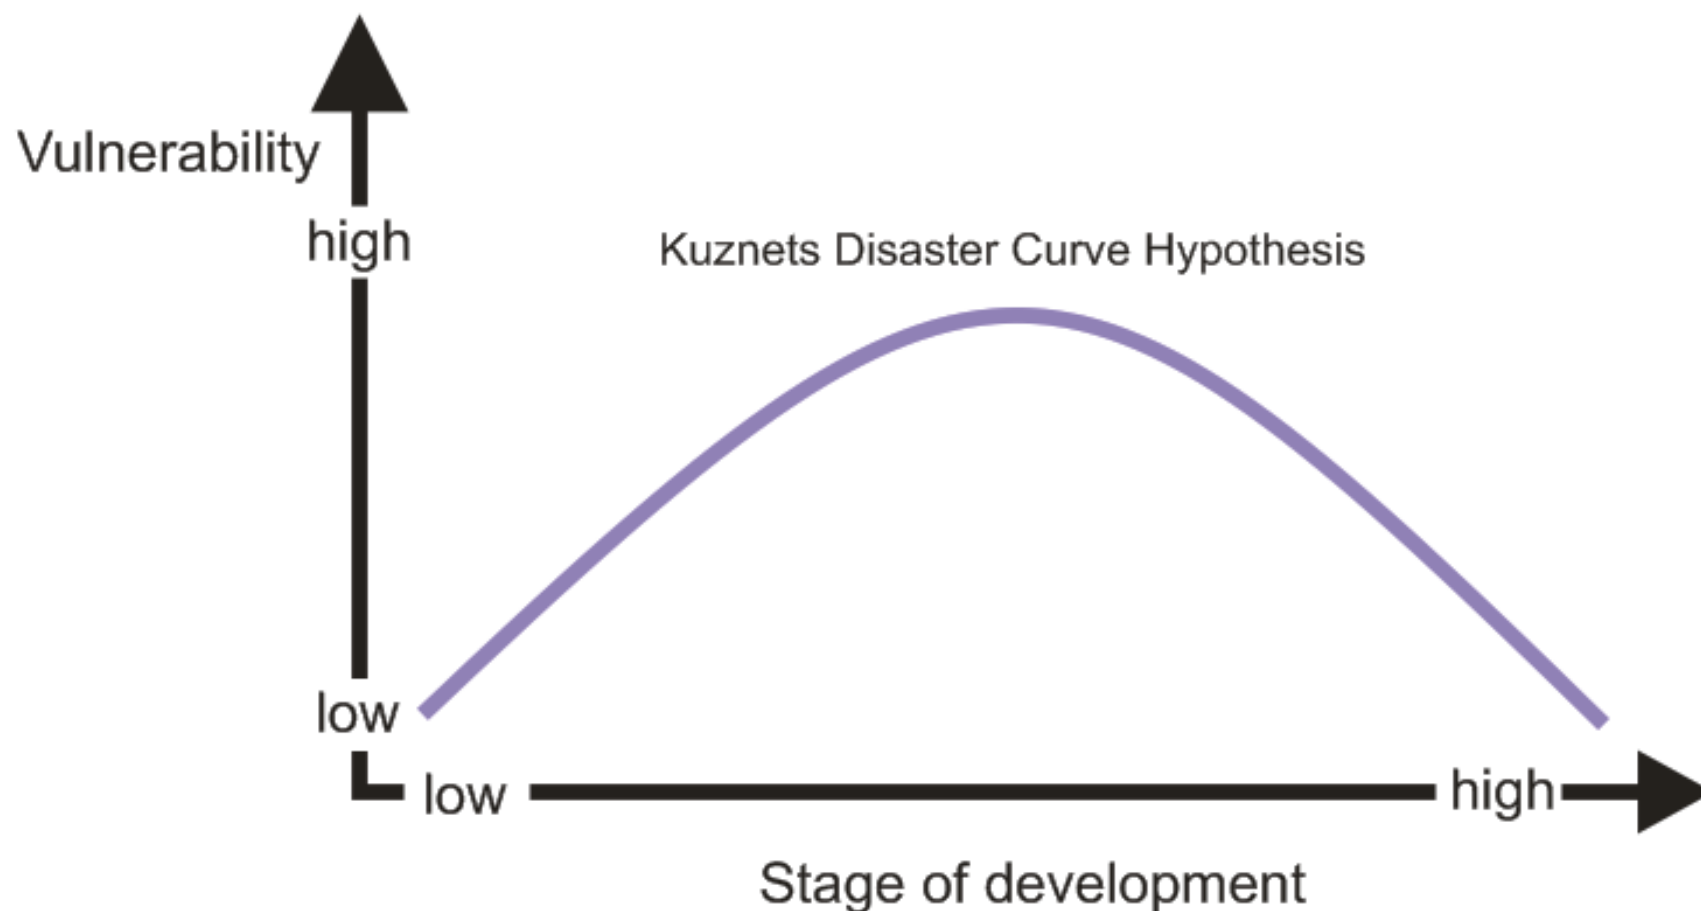 Vulnerability
high
Kuznets Disaster Curve Hypothesis
low
low
high
Stage of development